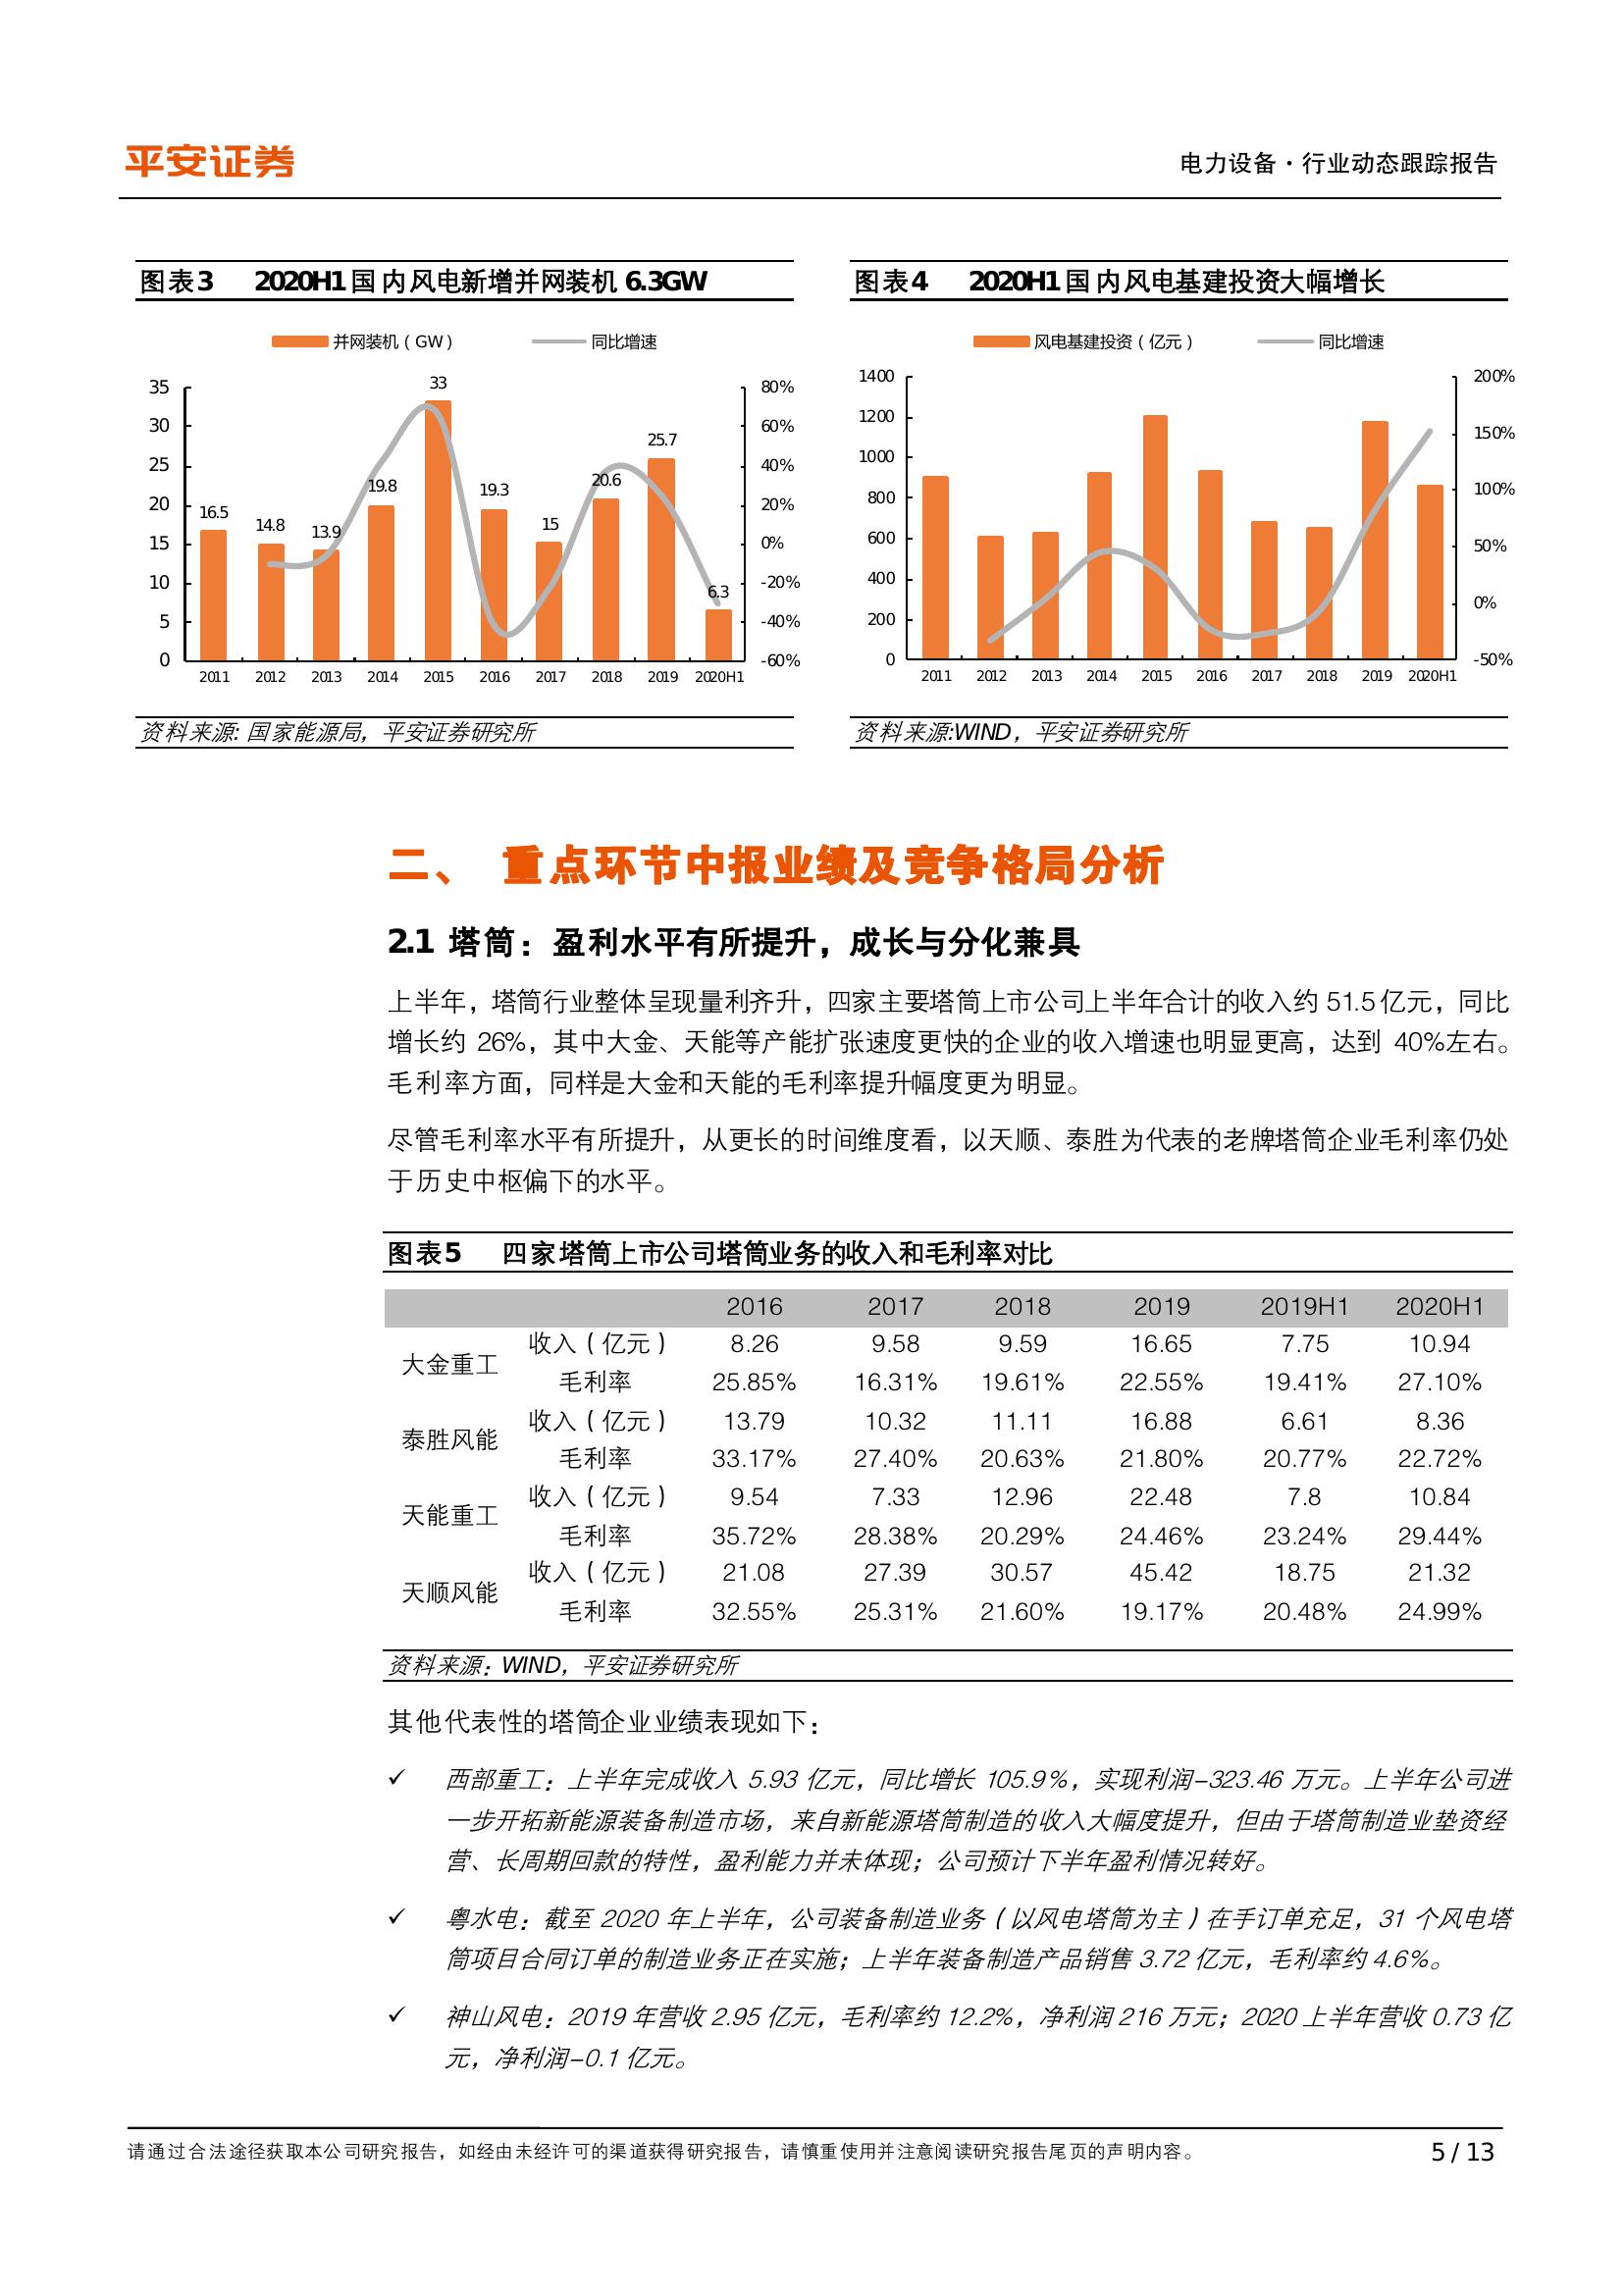 平安证券
电力设备·行业动态跟踪报告
图表3 2020H1国内风电新增并网装机 6.3GW
并网装机（GW） 同比增速
35
30
25
20
15
10
5
0
80%
60%
40%
20%
0%
-20%
-40%
-60%
16.5 14.8 13.9 19.8 33 19.3 15 20.6 25.7 6.3
2011 2012 2013 2014 2015 2016 2017 2018 2019 2020H1
资料来源: 国家能源局，平安证券研究所
图表4 2020H1国内风电基建投资大幅增长
风电基建投资（亿元） 同比增速
1400
1200
1000
800
600
400
200
0
200%
150%
100%
50%
0%
-50%
2011 2012 2013 2014 2015 2016 2017 2018 2019 2020H1
资料来源:WIND，平安证券研究所
二、 重点环节中报业绩及竞争格局分析
2.1 塔筒：盈利水平有所提升，成长与分化兼具
上半年，塔筒行业整体呈现量利齐升，四家主要塔筒上市公司上半年合计的收入约 51.5亿元，同比
增长约 26%，其中大金、天能等产能扩张速度更快的企业的收入增速也明显更高，达到 40%左右。
毛利率方面，同样是大金和天能的毛利率提升幅度更为明显。
尽管毛利率水平有所提升，从更长的时间维度看，以天顺、泰胜为代表的老牌塔筒企业毛利率仍处
于历史中枢偏下的水平。
图表5 四家塔筒上市公司塔筒业务的收入和毛利率对比
2016 2017 2018 2019 2019H1 2020H1
大金重工 收入（亿元） 8.26 9.58 9.59 16.65 7.75 10.94
毛利率 25.85% 16.31% 19.61% 22.55% 19.41% 27.10%
泰胜风能 收入（亿元） 13.79 10.32 11.11 16.88 6.61 8.36
毛利率 33.17% 27.40% 20.63% 21.80% 20.77% 22.72%
天能重工 收入（亿元） 9.54 7.33 12.96 22.48 7.8 10.84
毛利率 35.72% 28.38% 20.29% 24.46% 23.24% 29.44%
天顺风能 收入（亿元） 21.08 27.39 30.57 45.42 18.75 21.32
毛利率 32.55% 25.31% 21.60% 19.17% 20.48% 24.99%
资料来源：WIND，平安证券研究所
其他代表性的塔筒企业业绩表现如下：
✓ 西部重工：上半年完成收入 5.93 亿元，同比增长 105.9%，实现利润-323.46 万元。上半年公司进
一步开拓新能源装备制造市场，来自新能源塔筒制造的收入大幅度提升，但由于塔筒制造业垫资经
营、长周期回款的特性，盈利能力并未体现；公司预计下半年盈利情况转好。
✓ 粤水电：截至 2020 年上半年，公司装备制造业务（以风电塔筒为主）在手订单充足，31 个风电塔
筒项目合同订单的制造业务正在实施；上半年装备制造产品销售 3.72 亿元，毛利率约 4.6%。
✓ 神山风电：2019 年营收 2.95 亿元，毛利率约 12.2%，净利润 216 万元；2020 上半年营收 0.73 亿
元，净利润-0.1 亿元。
请通过合法途径获取本公司研究报告，如经由未经许可的渠道获得研究报告，请慎重使用并注意阅读研究报告尾页的声明内容。
5 / 13